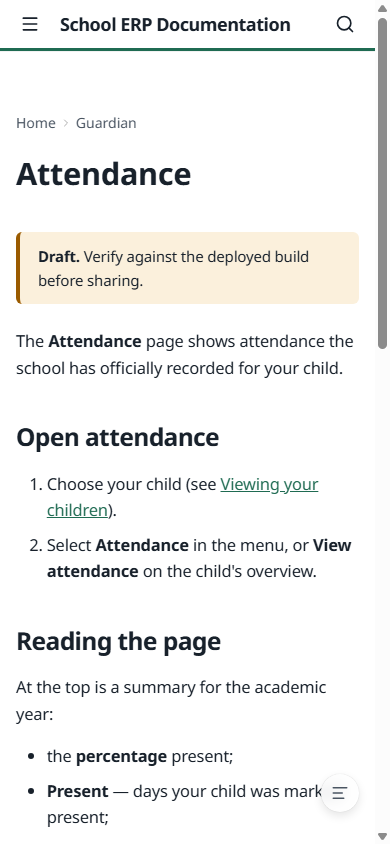 School ERP Documentation
Home › Guardian
Attendance
Draft. Verify against the deployed build
before sharing.
The Attendance page shows attendance the
school has officially recorded for your child.
Open attendance
1. Choose your child (see Viewing your
children).
2. Select Attendance in the menu, or View
attendance on the child's overview.
Reading the page
At the top is a summary for the academic
year:
• the percentage present;
• Present — days your child was mark
present;